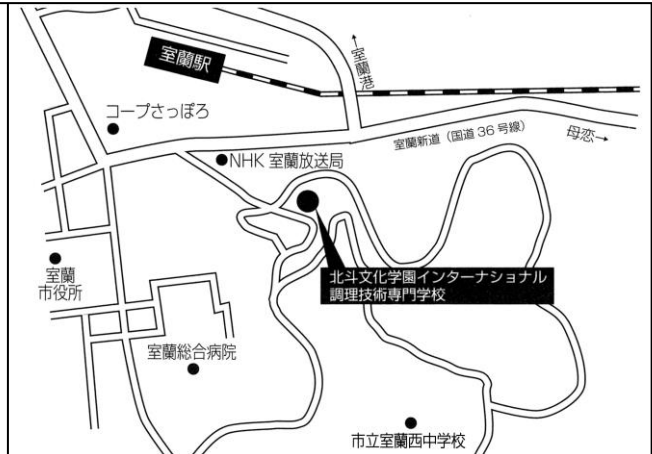 室蘭駅
↑室蘭港
コープさっぽろ
室蘭新道（国道36号線）
母恋→
NHK 室蘭放送局
北斗文化学園インターナショナル
調理技術専門学校
室蘭
市役所
室蘭総合病院
市立室蘭西中学校